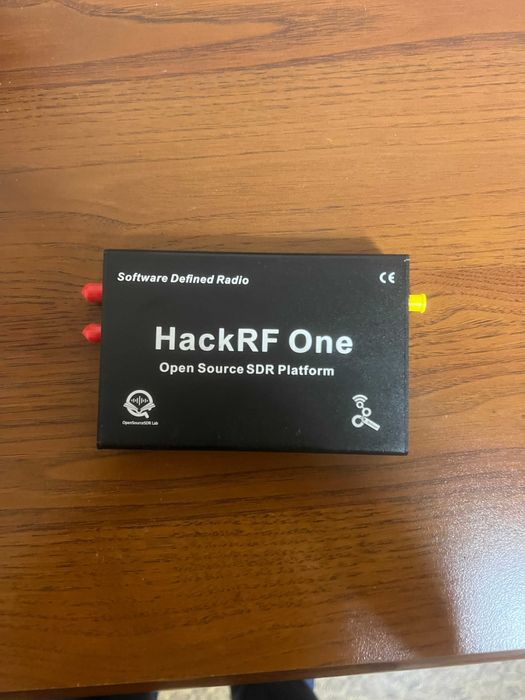 Software Defined Radio
CE
HackRF One
Open Source SDR Platform
OpenSourceSDR Lab